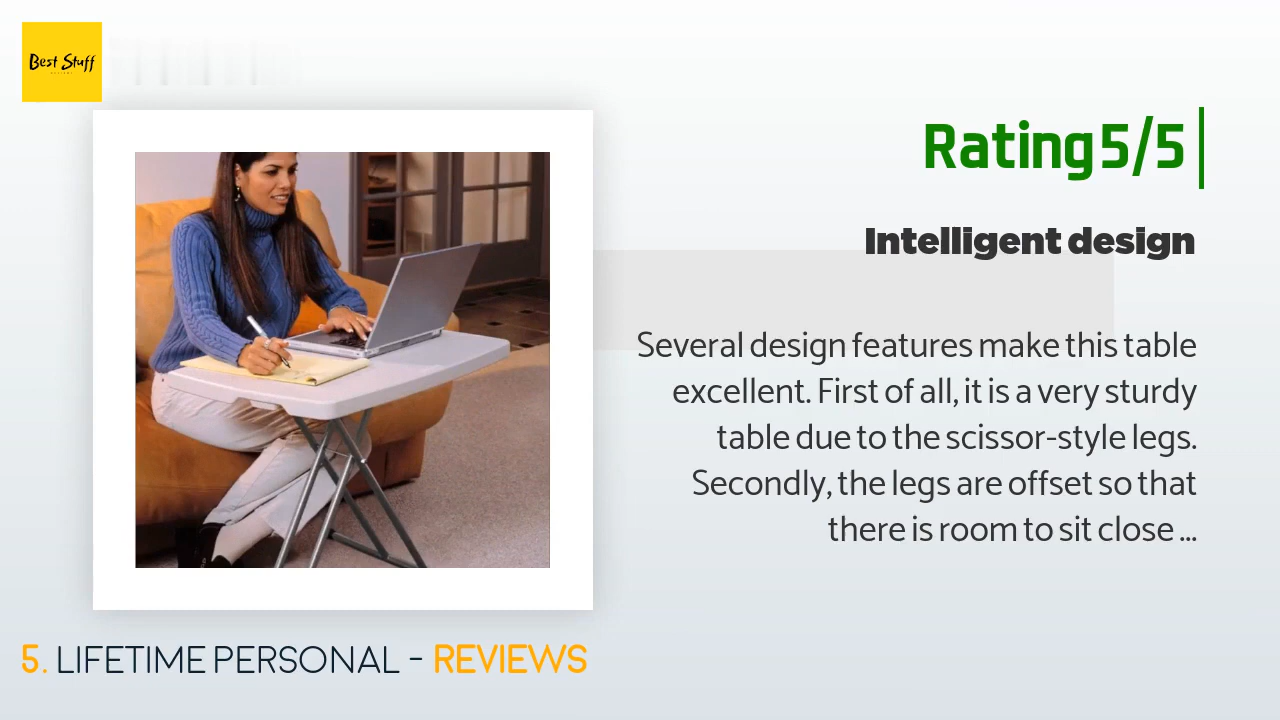 Best Stuff
Rating 5/5
Intelligent design
Several design features make this table
excellent. First of all, it is a very sturdy
table due to the scissor-style legs.
Secondly, the legs are offset so that
there is room to sit close ...
5. LIFETIME PERSONAL - REVIEWS